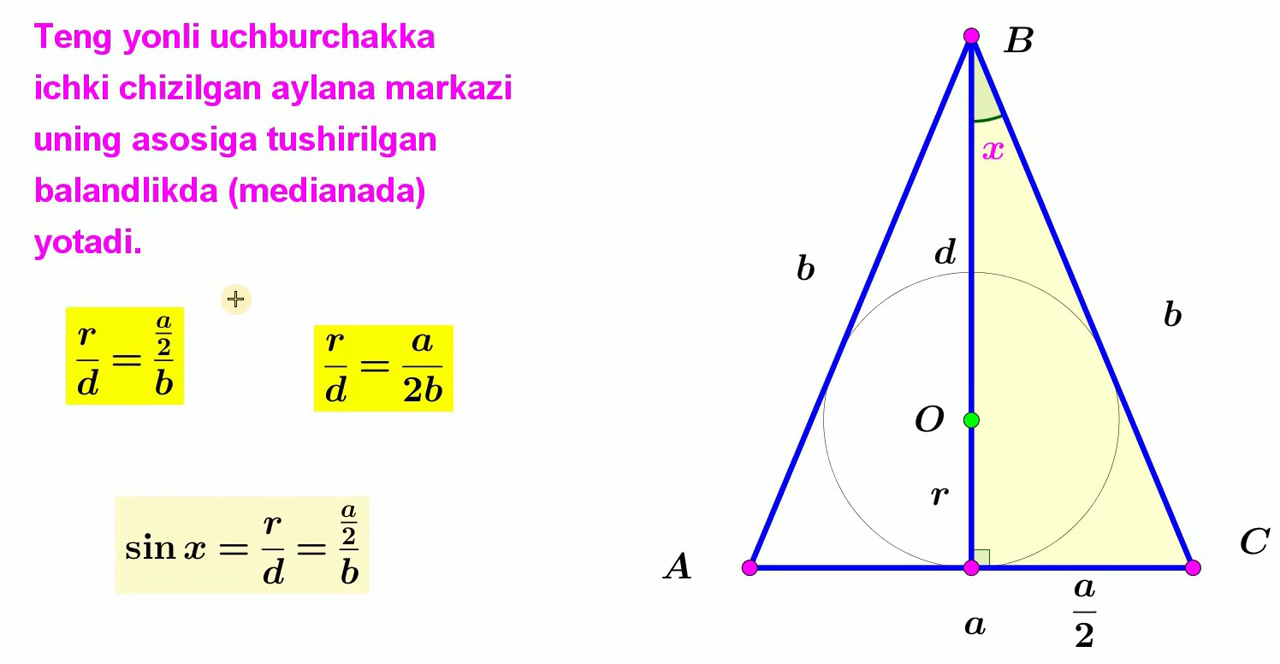 Teng yonli uchburchakka
ichki chizilgan aylana markazi
uning asosiga tushirilgan
balandlikda (medianada)
yotadi.
r/d = (a/2)/b
r/d = a/2b
sin x = r/d = (a/2)/b
B
x
d
b
b
O
r
A
C
a
a/2